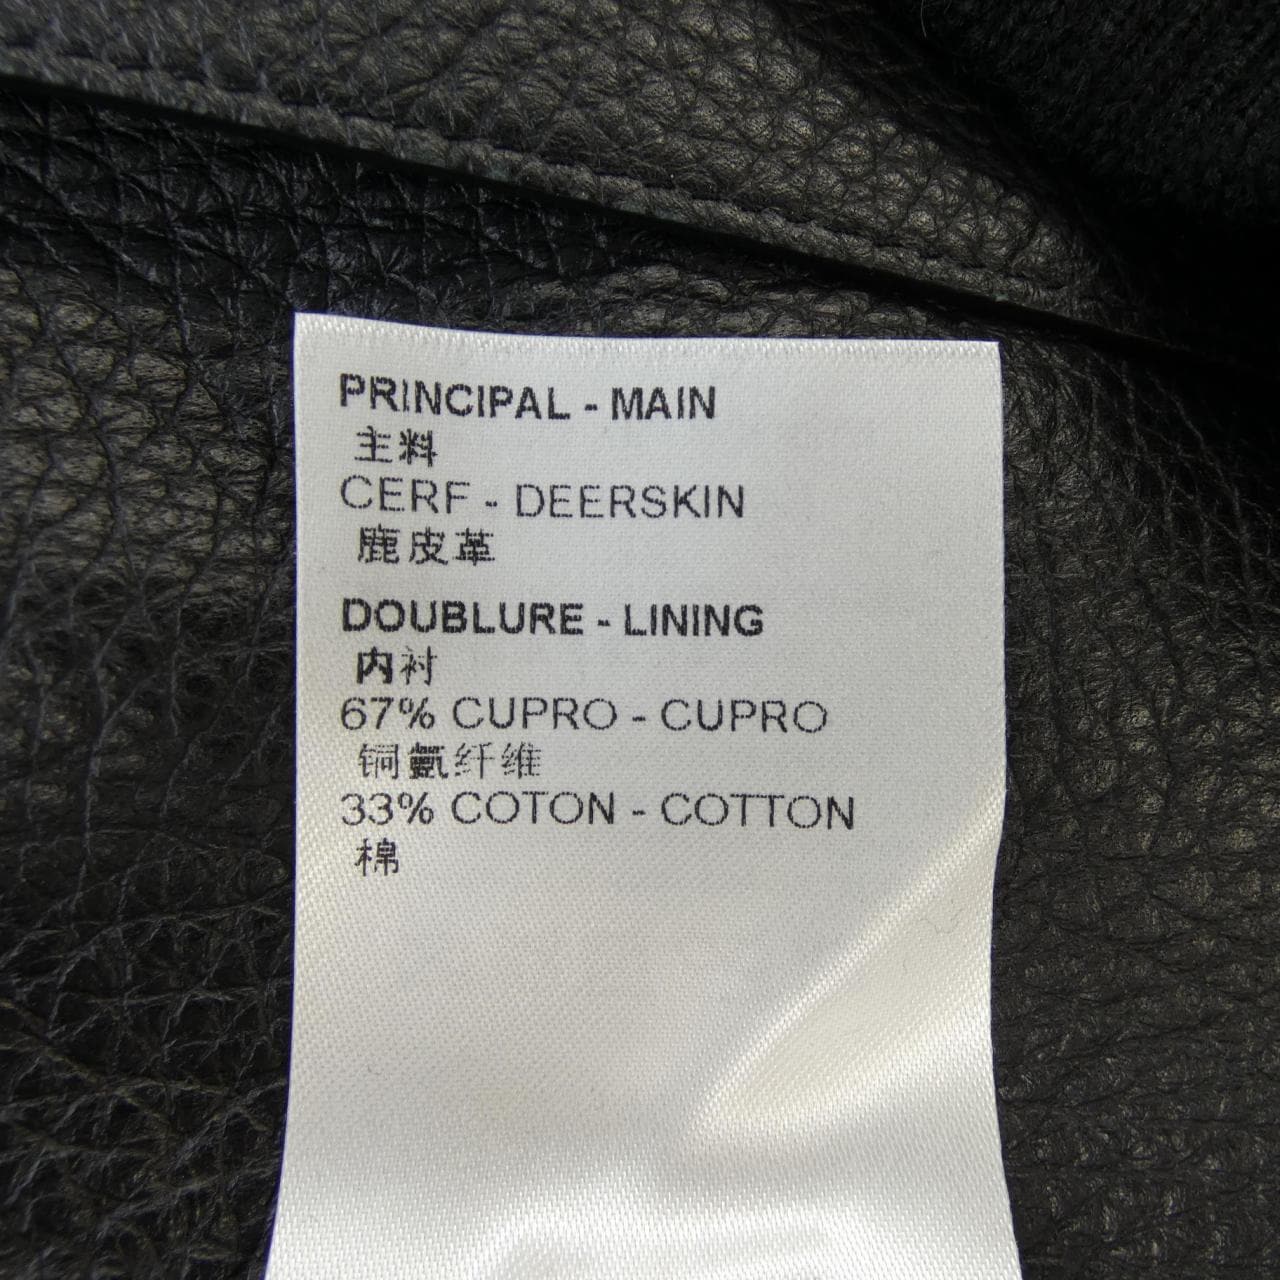 PRINCIPAL - MAIN
主料
CERF - DEERSKIN
鹿皮革
DOUBLURE - LINING
内衬
67% CUPRO - CUPRO
铜氨纤维
33% COTON - COTTON
棉